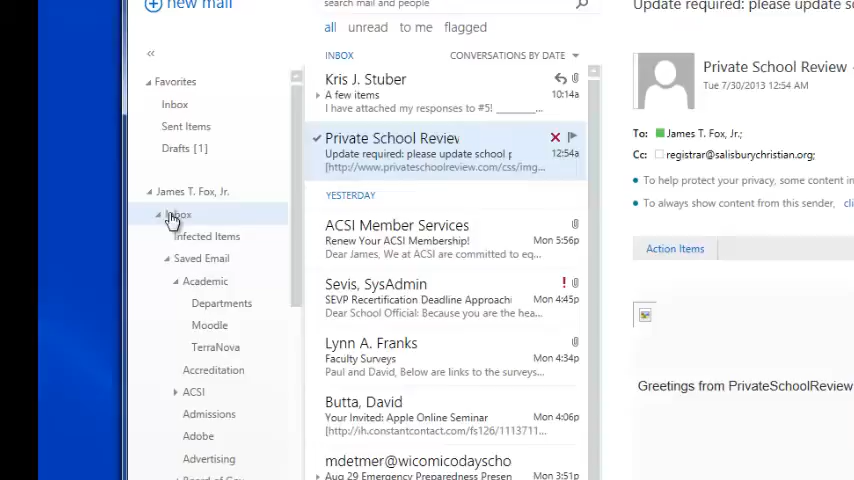 new mail
search mail and people
all unread to me flagged
«
Favorites
Inbox
Sent Items
Drafts [1]
James T. Fox, Jr.
Inbox
Infected Items
Saved Email
Academic
Departments
Moodle
TerraNova
Accreditation
ACSI
Admissions
Adobe
Advertising
INBOX CONVERSATIONS BY DATE
Kris J. Stuber
A few items 10:14a
I have attached my responses to #5! ________...
Private School Review
Update required: please update school p 12:54a
[http://www.privateschoolreview.com/css/img...
YESTERDAY
ACSI Member Services
Renew Your ACSI Membership! Mon 5:56p
Dear James, We at ACSI are committed to eq...
Sevis, SysAdmin
SEVP Recertification Deadline Approachi Mon 4:45p
Dear School Official: Because you are the hea...
Lynn A. Franks
Faculty Surveys Mon 4:34p
Paul and David, Below are links to the surveys...
Butta, David
Your Invited: Apple Online Seminar Mon 4:06p
[http://ih.constantcontact.com/fs126/1113711...
mdetmer@wicomicodayscho
Aug 29 Emergency Preparedness Presen Mon 3:51p
Update required: please update sc
Private School Review
Tue 7/30/2013 12:54 AM
To: James T. Fox, Jr.;
Cc: registrar@salisburychristian.org;
To help protect your privacy, some content in
To always show content from this sender, cli
Action Items
Greetings from PrivateSchoolReview